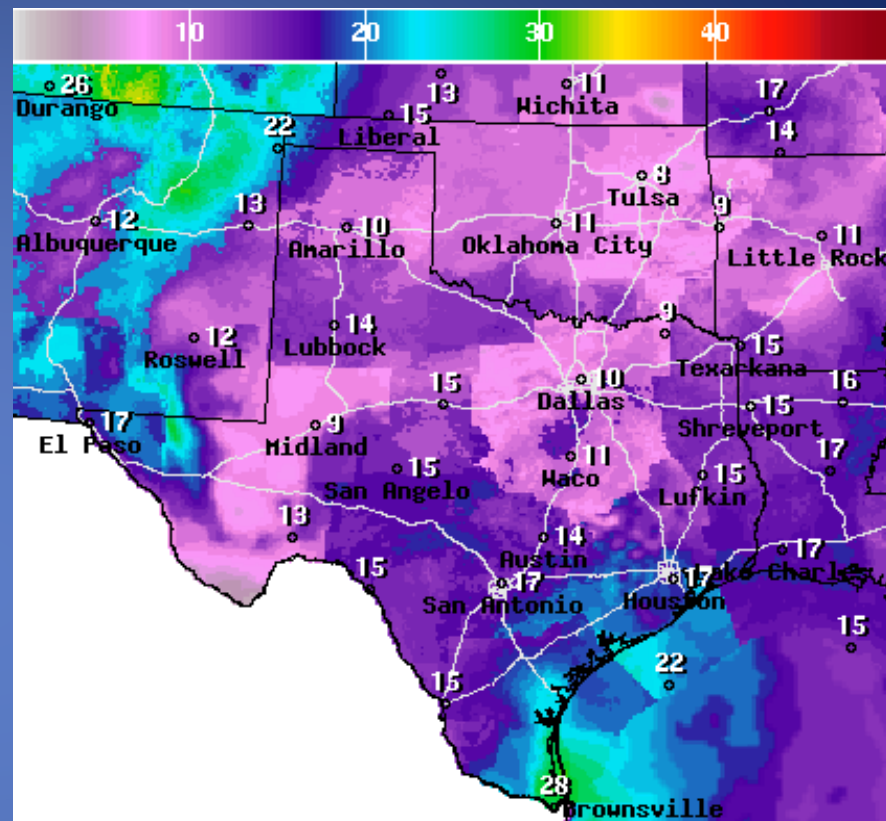 10 20 30 40
26 13 11 17
Durango 15 Wichita
22 Liberal 14
8
Tulsa
12 13 10 11 9 11
Albuquerque Amarillo Oklahoma City Little Rock
12 14 9
Roswell Lubbock 15
Texarkana
10
15 Dallas 15 16
17 9 Shreveport
El Paso Midland
15 11 15 17
San Angelo Waco Lufkin
13 14 17
Austin
15 17 17 Lake Charles
San Antonio Houston
15
22
15
28
Brownsville